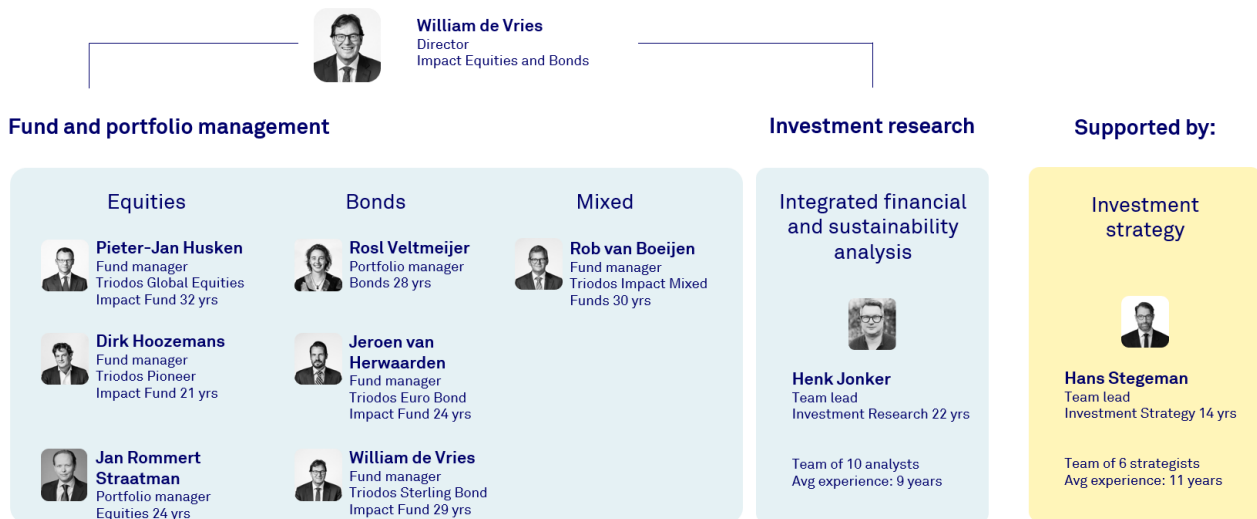 William de Vries
Director
Impact Equities and Bonds
Fund and portfolio management
Investment research
Supported by:
Equities
Pieter-Jan Husken
Fund manager
Triodos Global Equities
Impact Fund 32 yrs
Dirk Hoozemans
Fund manager
Triodos Pioneer
Impact Fund 21 yrs
Jan Rommert
Straatman
Portfolio manager
Equities 24 yrs
Bonds
Rosl Veltmeijer
Portfolio manager
Bonds 28 yrs
Jeroen van
Herwaarden
Fund manager
Triodos Euro Bond
Impact Fund 24 yrs
William de Vries
Fund manager
Triodos Sterling Bond
Impact Fund 29 yrs
Mixed
Rob van Boeijen
Fund manager
Triodos Impact Mixed
Funds 30 yrs
Integrated financial
and sustainability
analysis
Henk Jonker
Team lead
Investment Research 22 yrs
Team of 10 analysts
Avg experience: 9 years
Investment
strategy
Hans Stegeman
Team lead
Investment Strategy 14 yrs
Team of 6 strategists
Avg experience: 11 years